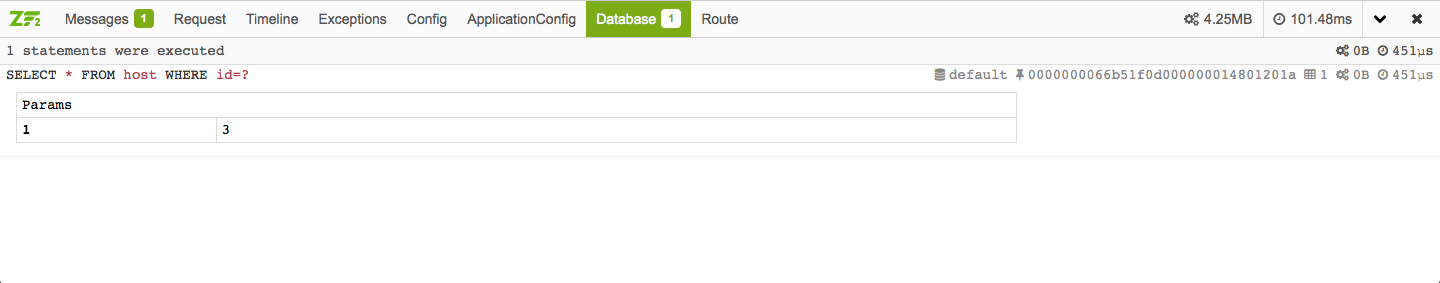 ZF2 Messages 1 Request Timeline Exceptions Config ApplicationConfig Database 1 Route 4.25MB 101.48ms
1 statements were executed 0B 451µs
SELECT * FROM host WHERE id=? default 0000000066b51f0d000000014801201a 1 0B 451µs
Params
1 3